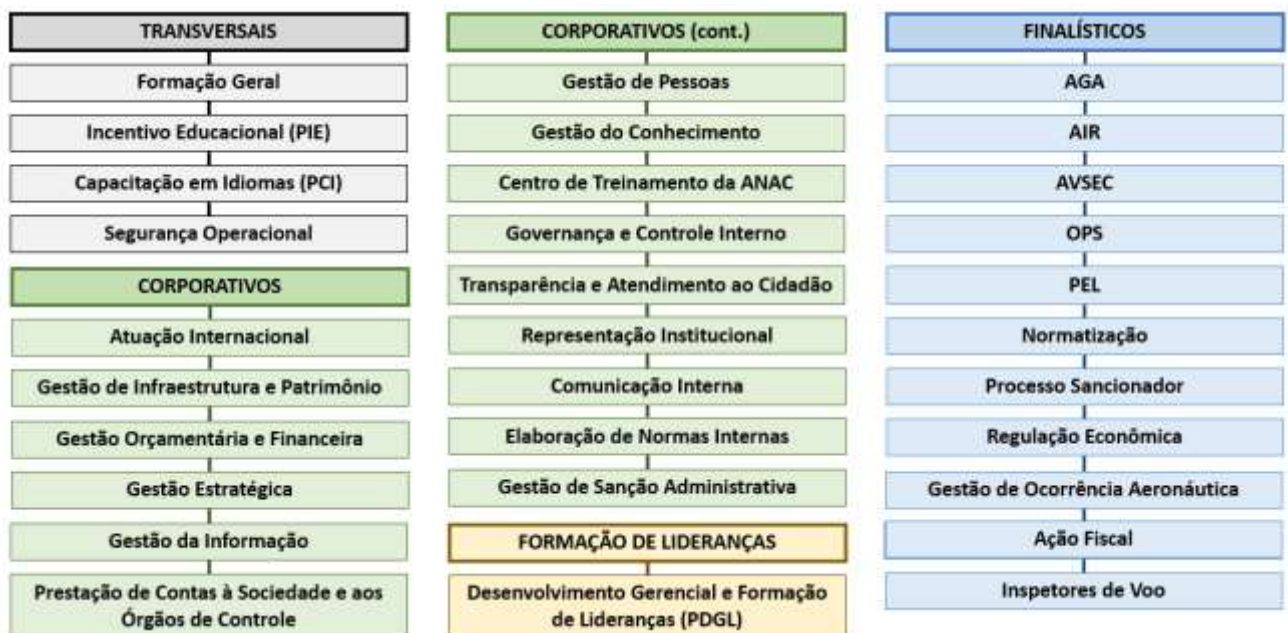 TRANSVERSAIS
Formação Geral
Incentivo Educacional (PIE)
Capacitação em Idiomas (PCI)
Segurança Operacional
CORPORATIVOS
Atuação Internacional
Gestão de Infraestrutura e Patrimônio
Gestão Orçamentária e Financeira
Gestão Estratégica
Gestão da Informação
Prestação de Contas à Sociedade e aos
Órgãos de Controle
CORPORATIVOS (cont.)
Gestão de Pessoas
Gestão do Conhecimento
Centro de Treinamento da ANAC
Governança e Controle Interno
Transparência e Atendimento ao Cidadão
Representação Institucional
Comunicação Interna
Elaboração de Normas Internas
Gestão de Sanção Administrativa
FORMAÇÃO DE LIDERANÇAS
Desenvolvimento Gerencial e Formação
de Lideranças (PDGL)
FINALÍSTICOS
AGA
AIR
AVSEC
OPS
PEL
Normatização
Processo Sancionador
Regulação Econômica
Gestão de Ocorrência Aeronáutica
Ação Fiscal
Inspetores de Voo